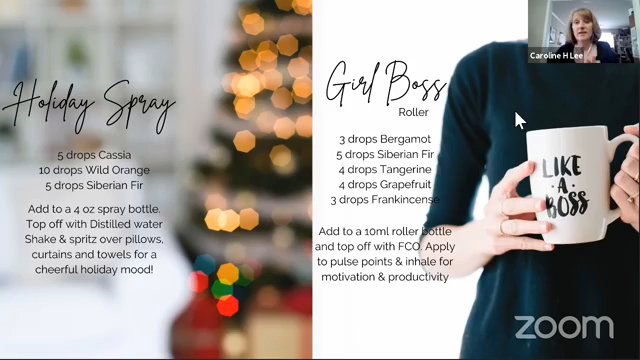 Holiday Spray
5 drops Cassia
10 drops Wild Orange
5 drops Siberian Fir
Add to a 4 oz spray bottle.
Top off with Distilled water
Shake & spritz over pillows,
curtains and towels for a
cheerful holiday mood!
Girl Boss
Roller
3 drops Bergamot
5 drops Siberian Fir
4 drops Tangerine
4 drops Grapefruit
3 drops Frankincense
Add to a 10ml roller bottle
and top off with FCO. Apply
to pulse points & inhale for
motivation & productivity
LIKE
A
BOSS
Caroline H Lee
zoom